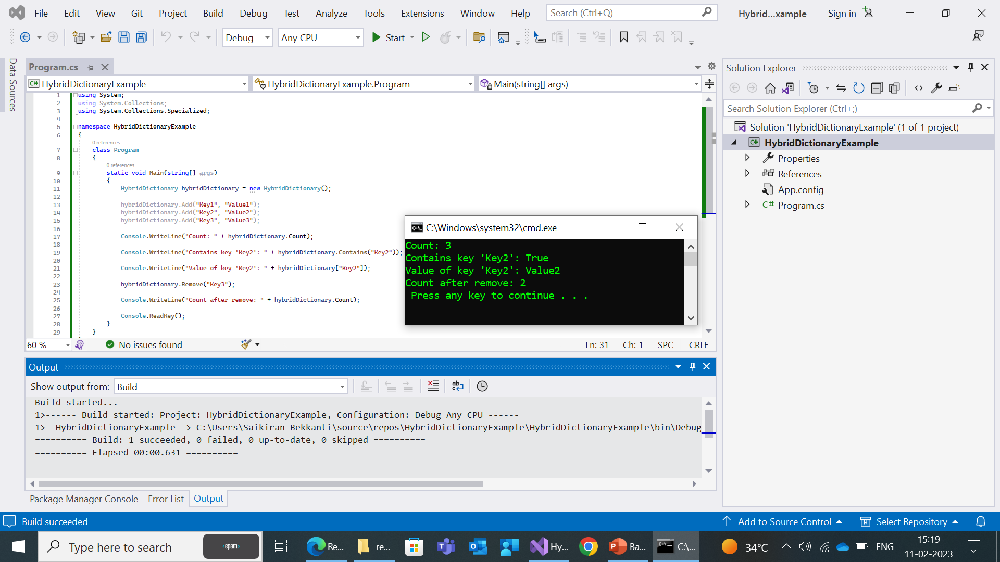 File Edit View Git Project Build Debug Test Analyze Tools Extensions Window Help Search (Ctrl+Q) Hybrid...xample Sign in
Debug Any CPU Start
Data Sources
Program.cs
C# HybridDictionaryExample HybridDictionaryExample.Program Main(string[] args)
1 using System;
2 using System.Collections;
3 using System.Collections.Specialized;
4
5 namespace HybridDictionaryExample
6 {
0 references
7 class Program
8 {
0 references
9 static void Main(string[] args)
10 {
11 HybridDictionary hybridDictionary = new HybridDictionary();
12
13 hybridDictionary.Add("Key1", "Value1");
14 hybridDictionary.Add("Key2", "Value2");
15 hybridDictionary.Add("Key3", "Value3");
16
17 Console.WriteLine("Count: " + hybridDictionary.Count);
18
19 Console.WriteLine("Contains key 'Key2': " + hybridDictionary.Contains("Key2"));
20
21 Console.WriteLine("Value of key 'Key2': " + hybridDictionary["Key2"]);
22
23 hybridDictionary.Remove("Key3");
24
25 Console.WriteLine("Count after remove: " + hybridDictionary.Count);
26
27 Console.ReadKey();
28 }
29 }
C:\Windows\system32\cmd.exe
Count: 3
Contains key 'Key2': True
Value of key 'Key2': Value2
Count after remove: 2
Press any key to continue . . .
60 % No issues found Ln: 31 Ch: 1 SPC CRLF
Output
Show output from: Build
Build started...
1>------ Build started: Project: HybridDictionaryExample, Configuration: Debug Any CPU ------
1>  HybridDictionaryExample -> C:\Users\Saikiran_Bekkanti\source\repos\HybridDictionaryExample\HybridDictionaryExample\bin\Debug
========== Build: 1 succeeded, 0 failed, 0 up-to-date, 0 skipped ==========
========== Elapsed 00:00.631 ==========
Package Manager Console Error List Output
Solution Explorer
Search Solution Explorer (Ctrl+;)
Solution 'HybridDictionaryExample' (1 of 1 project)
C# HybridDictionaryExample
Properties
References
App.config
C# Program.cs
Build succeeded Add to Source Control Select Repository
Type here to search <epam> Re... re... Hy... Ba... C:\... 34°C ENG
15:19
11-02-2023